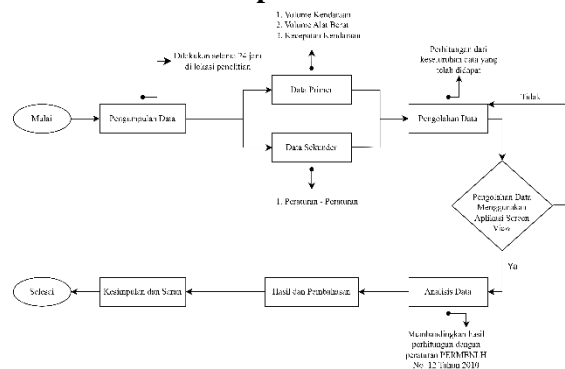 1. Volume Kendaraan
2. Volume Alat Berat
3. Kecepatan Kendaraan
Dilakukan selama 24 jam
di lokasi penelitian
Perhitungan dari
keseluruhan data yang
telah didapat
Mulai
Pengumpulan Data
Data Primer
Data Sekunder
1. Peraturan - Peraturan
Pengolahan Data
Tidak
Pengolahan Data
Menggunakan
Aplikasi Screen
View
Ya
Selesai
Kesimpulan dan Saran
Hasil dan Pembahasan
Analisis Data
Membandingkan hasil
perhitungan dengan
peraturan PERMENLH
No. 12 Tahun 2010